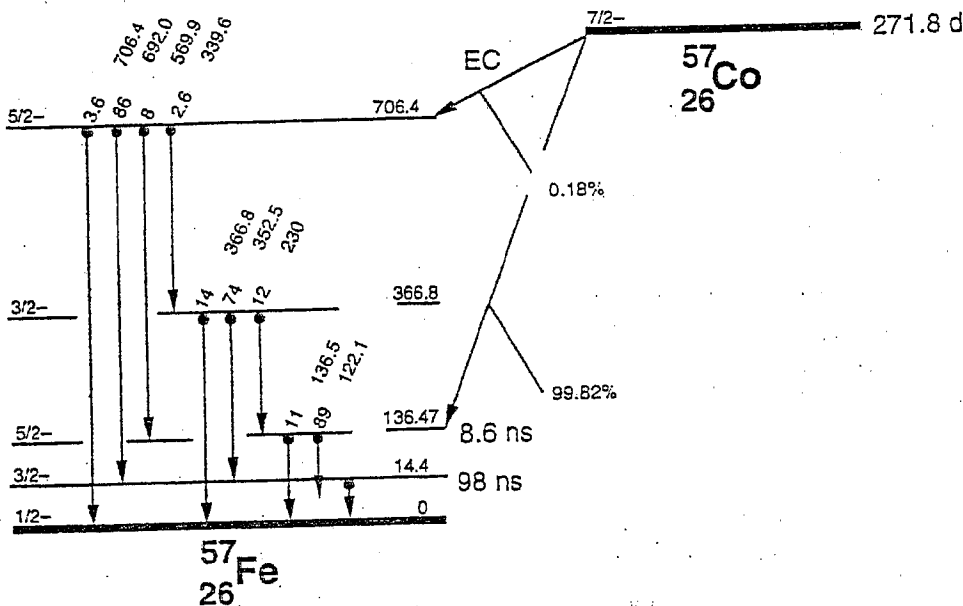 7/2– 271.8 d
57
26 Co
EC
706.4 692.0 569.9 339.6
5/2– 3.6 86 8 2.6 706.4
0.18%
366.8 352.5 230
3/2– 14 74 12 366.8
136.5 122.1
99.82%
5/2– 11 89 136.47 8.6 ns
3/2– 14.4 98 ns
1/2– 0
57
26 Fe